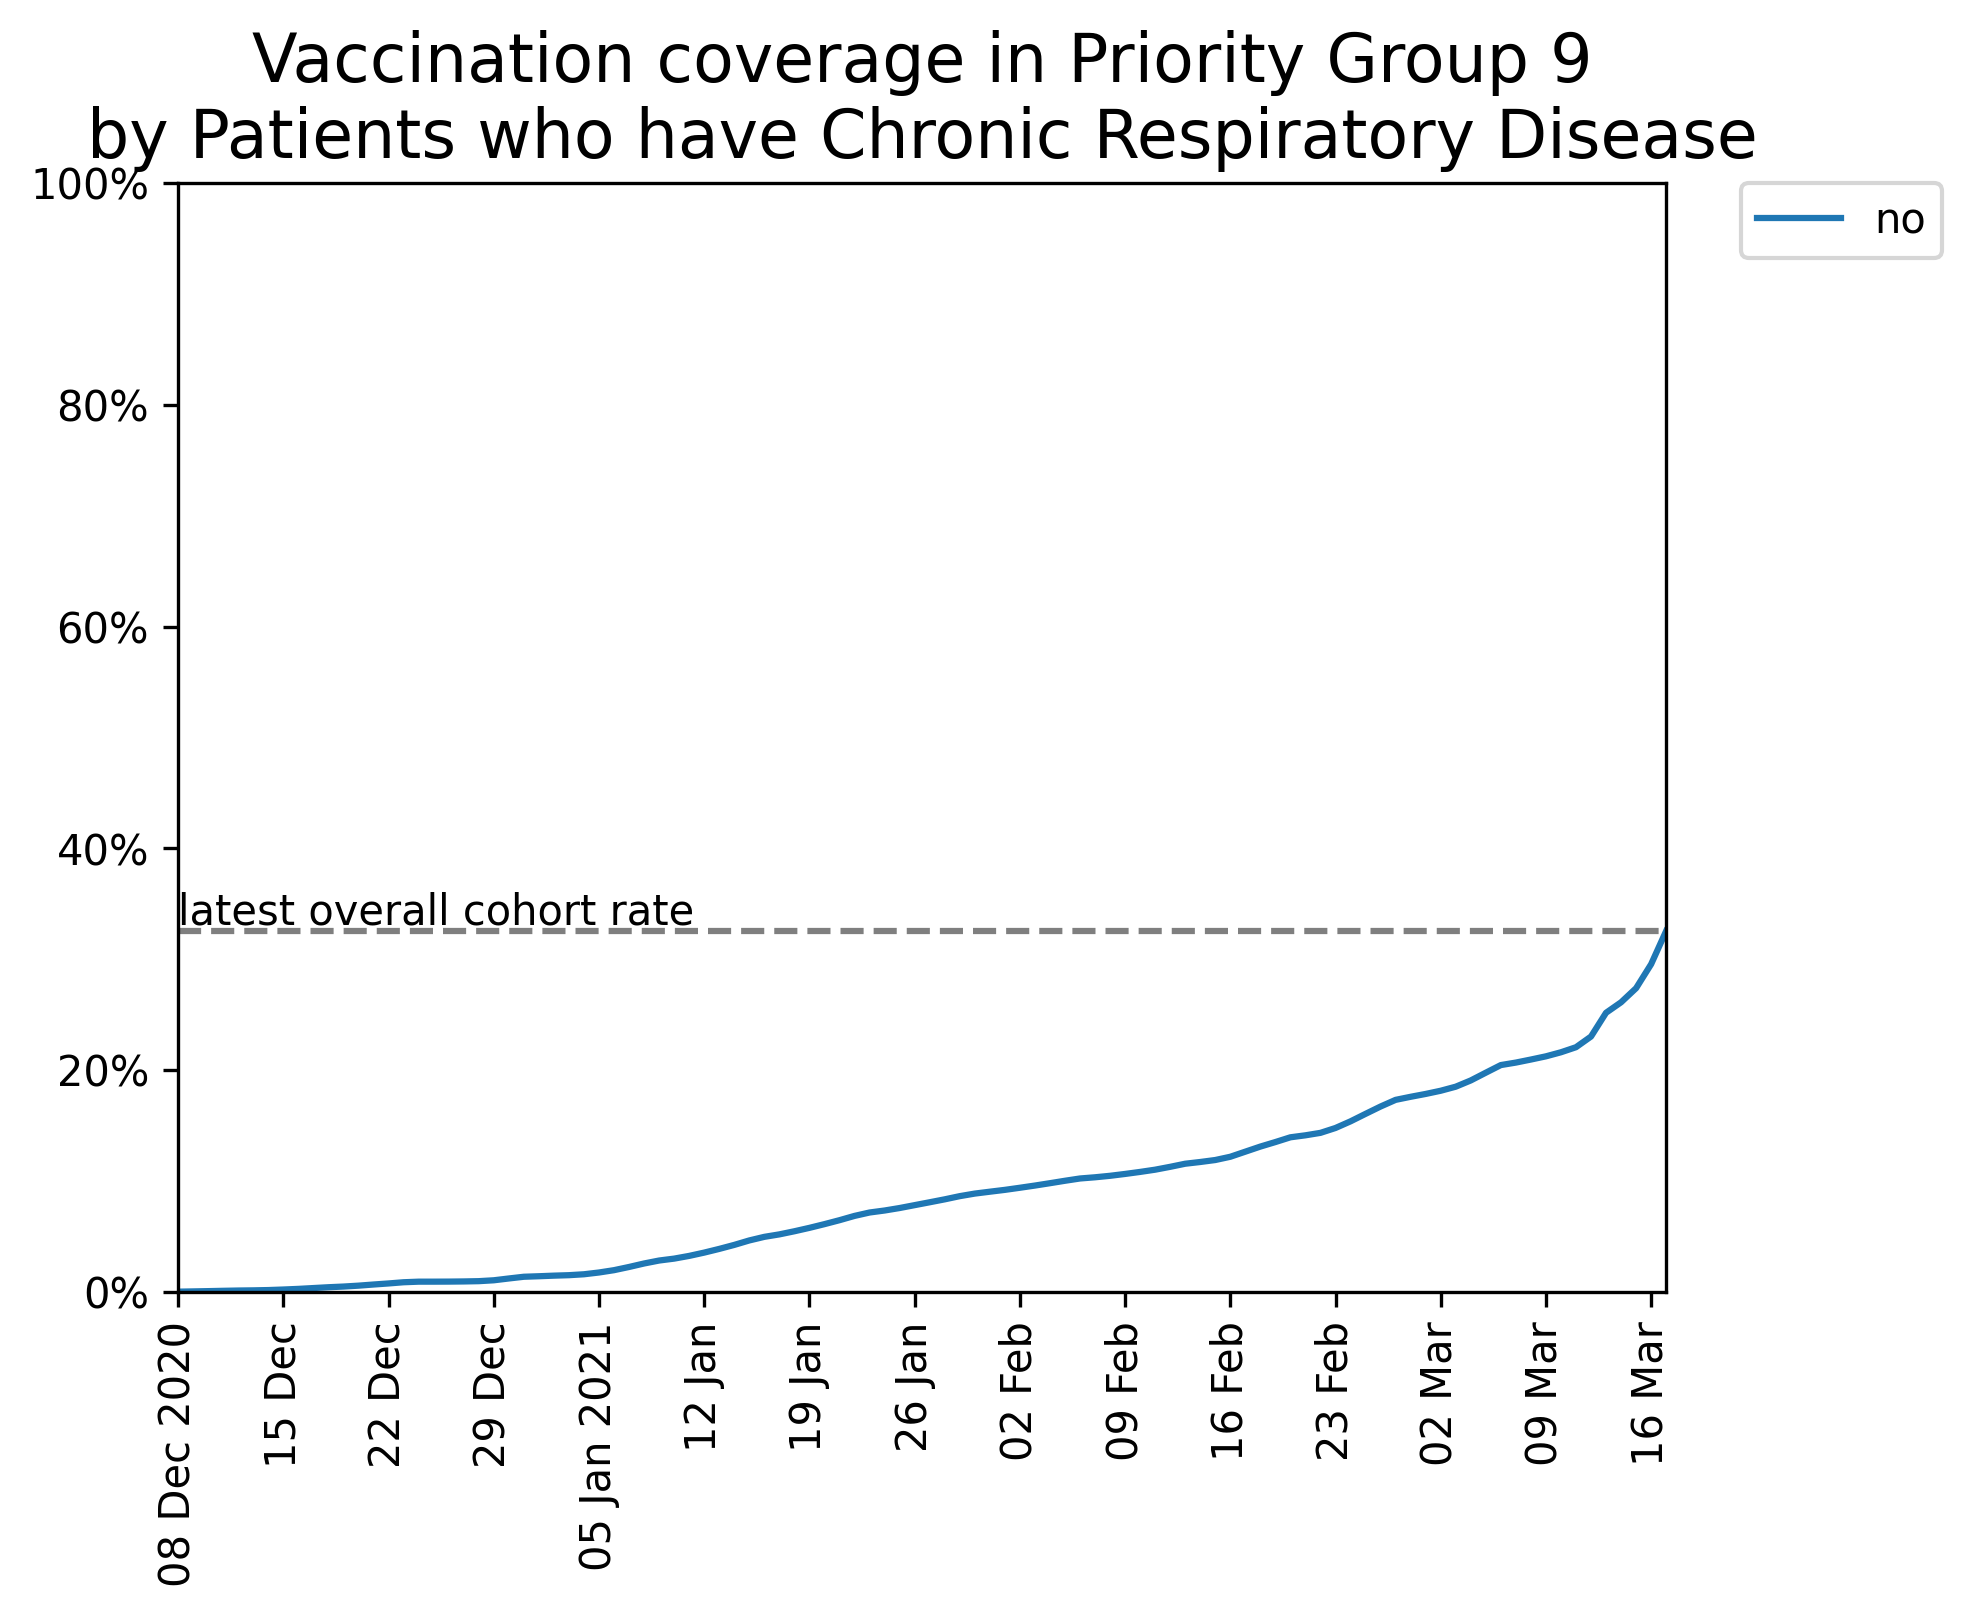 Vaccination coverage in Priority Group 9
by Patients who have Chronic Respiratory Disease
100%
80%
60%
40%
20%
0%
latest overall cohort rate
no
08 Dec 2020
15 Dec
22 Dec
29 Dec
05 Jan 2021
12 Jan
19 Jan
26 Jan
02 Feb
09 Feb
16 Feb
23 Feb
02 Mar
09 Mar
16 Mar